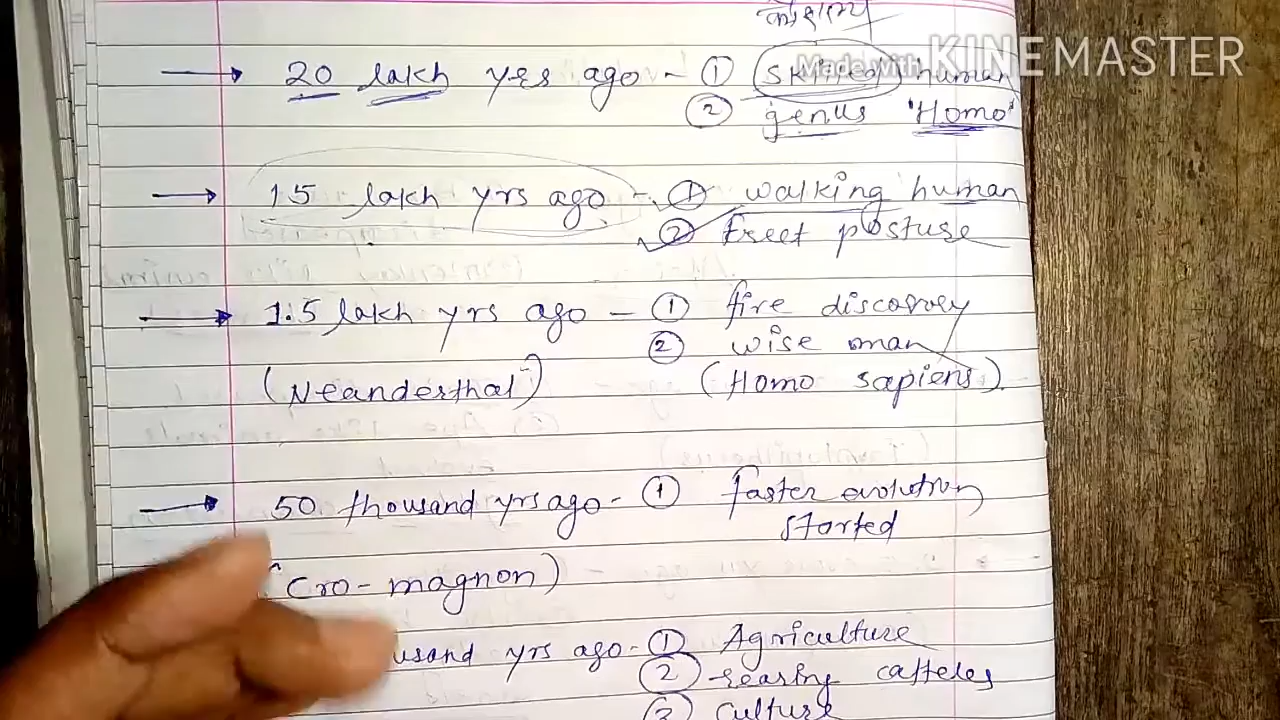 Made with KINEMASTER
→ 20 lakh yrs ago - ① skilled human
② genus 'Homo'
→ 15 lakh yrs ago - ① walking human
② Erect posture
→ 1.5 lakh yrs ago - ① fire discovery
② wise man
(Neanderthal) (Homo sapiens).
→ 50 thousand yrs ago - ① faster evolution
started
(Cro-magnon)
yrs ago - ① Agriculture
② rearing catteles
③ culture